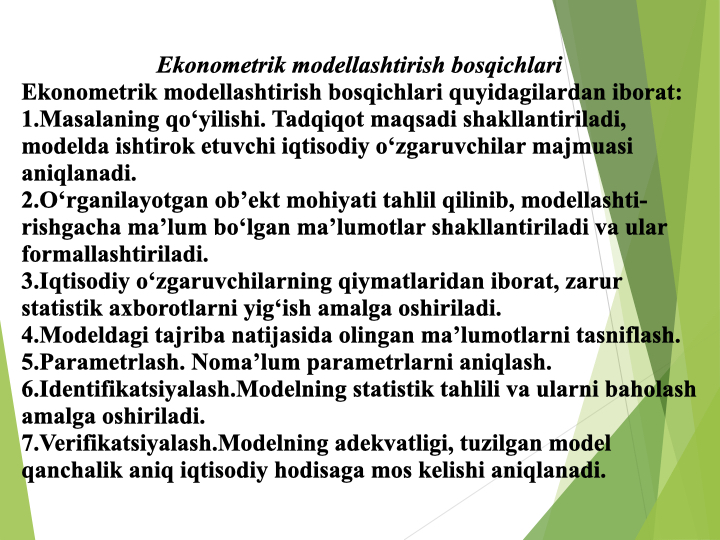 Ekonometrik modellashtirish bosqichlari
Ekonometrik modellashtirish bosqichlari quyidagilardan iborat:
1.Masalaning qo‘yilishi. Tadqiqot maqsadi shakllantiriladi,
modelda ishtirok etuvchi iqtisodiy o‘zgaruvchilar majmuasi
aniqlanadi.
2.O‘rganilayotgan ob’ekt mohiyati tahlil qilinib, modellashti-
rishgacha ma’lum bo‘lgan ma’lumotlar shakllantiriladi va ular
formallashtiriladi.
3.Iqtisodiy o‘zgaruvchilarning qiymatlaridan iborat, zarur
statistik axborotlarni yig‘ish amalga oshiriladi.
4.Modeldagi tajriba natijasida olingan ma’lumotlarni tasniflash.
5.Parametrlash. Noma’lum parametrlarni aniqlash.
6.Identifikatsiyalash.Modelning statistik tahlili va ularni baholash
amalga oshiriladi.
7.Verifikatsiyalash.Modelning adekvatligi, tuzilgan model
qanchalik aniq iqtisodiy hodisaga mos kelishi aniqlanadi.